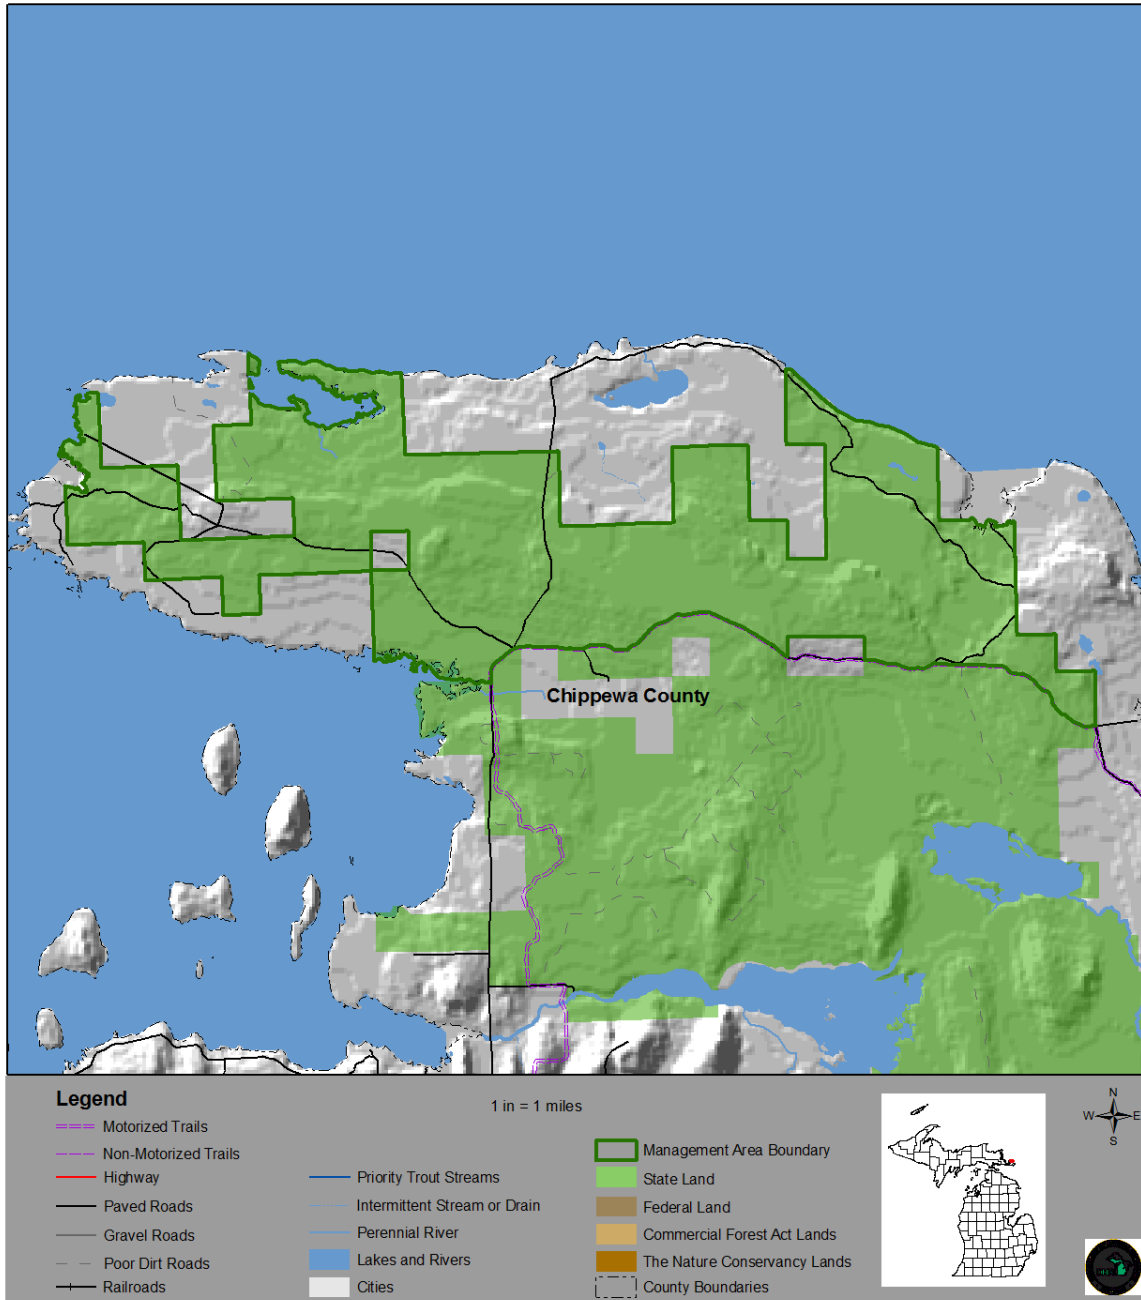 Chippewa County
Legend
Motorized Trails
Non-Motorized Trails
Highway
Paved Roads
Gravel Roads
Poor Dirt Roads
Railroads
1 in = 1 miles
Priority Trout Streams
Intermittent Stream or Drain
Perennial River
Lakes and Rivers
Cities
Management Area Boundary
State Land
Federal Land
Commercial Forest Act Lands
The Nature Conservancy Lands
County Boundaries
N
W E
S